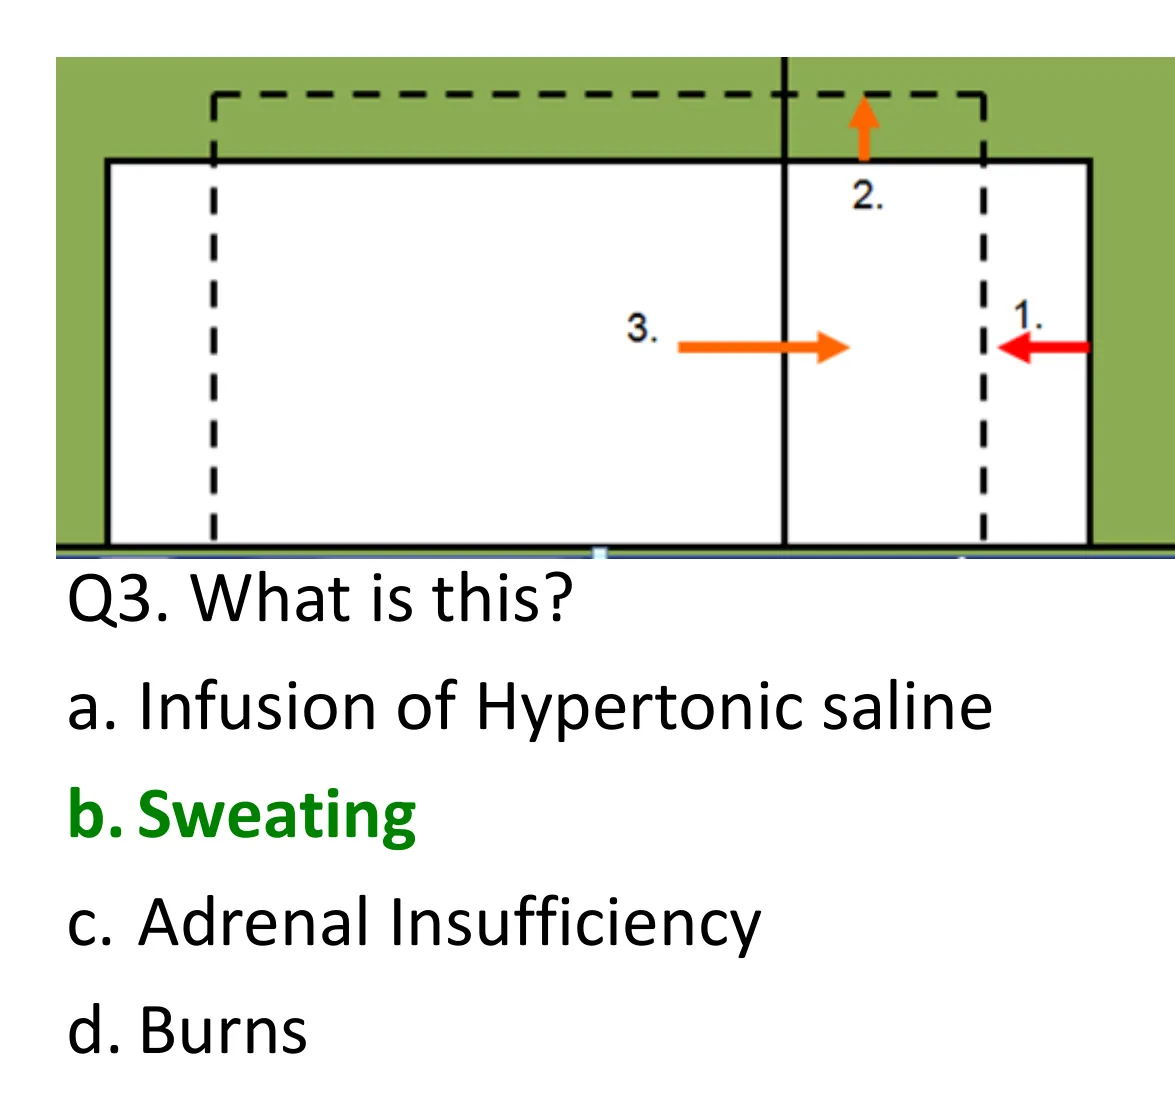 2.
1.
3.
Q3. What is this?
a. Infusion of Hypertonic saline
b. Sweating
c. Adrenal Insufficiency
d. Burns